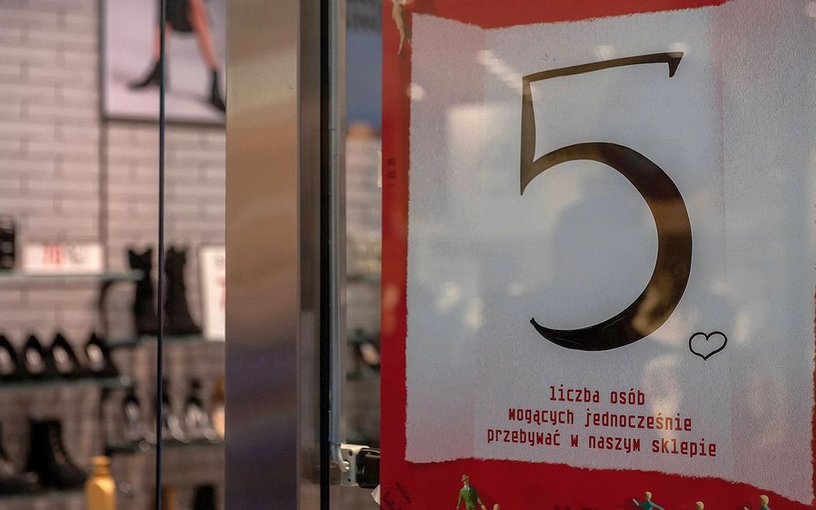 5
liczba osób
mogących jednocześnie
przebywać w naszym sklepie